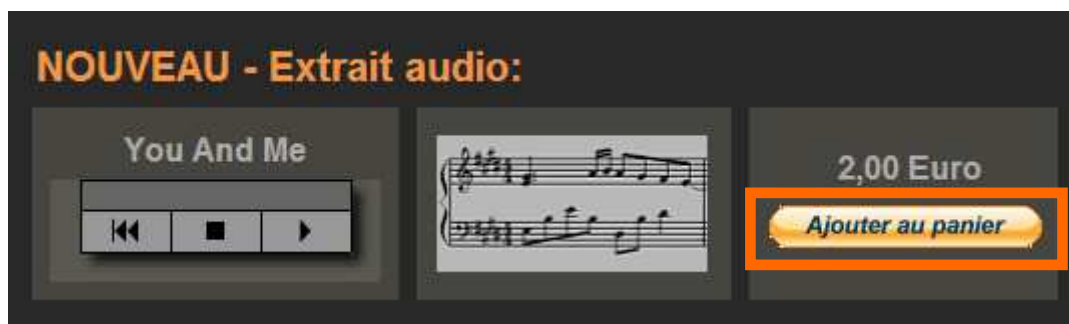 NOUVEAU - Extrait audio:
You And Me
2,00 Euro
Ajouter au panier